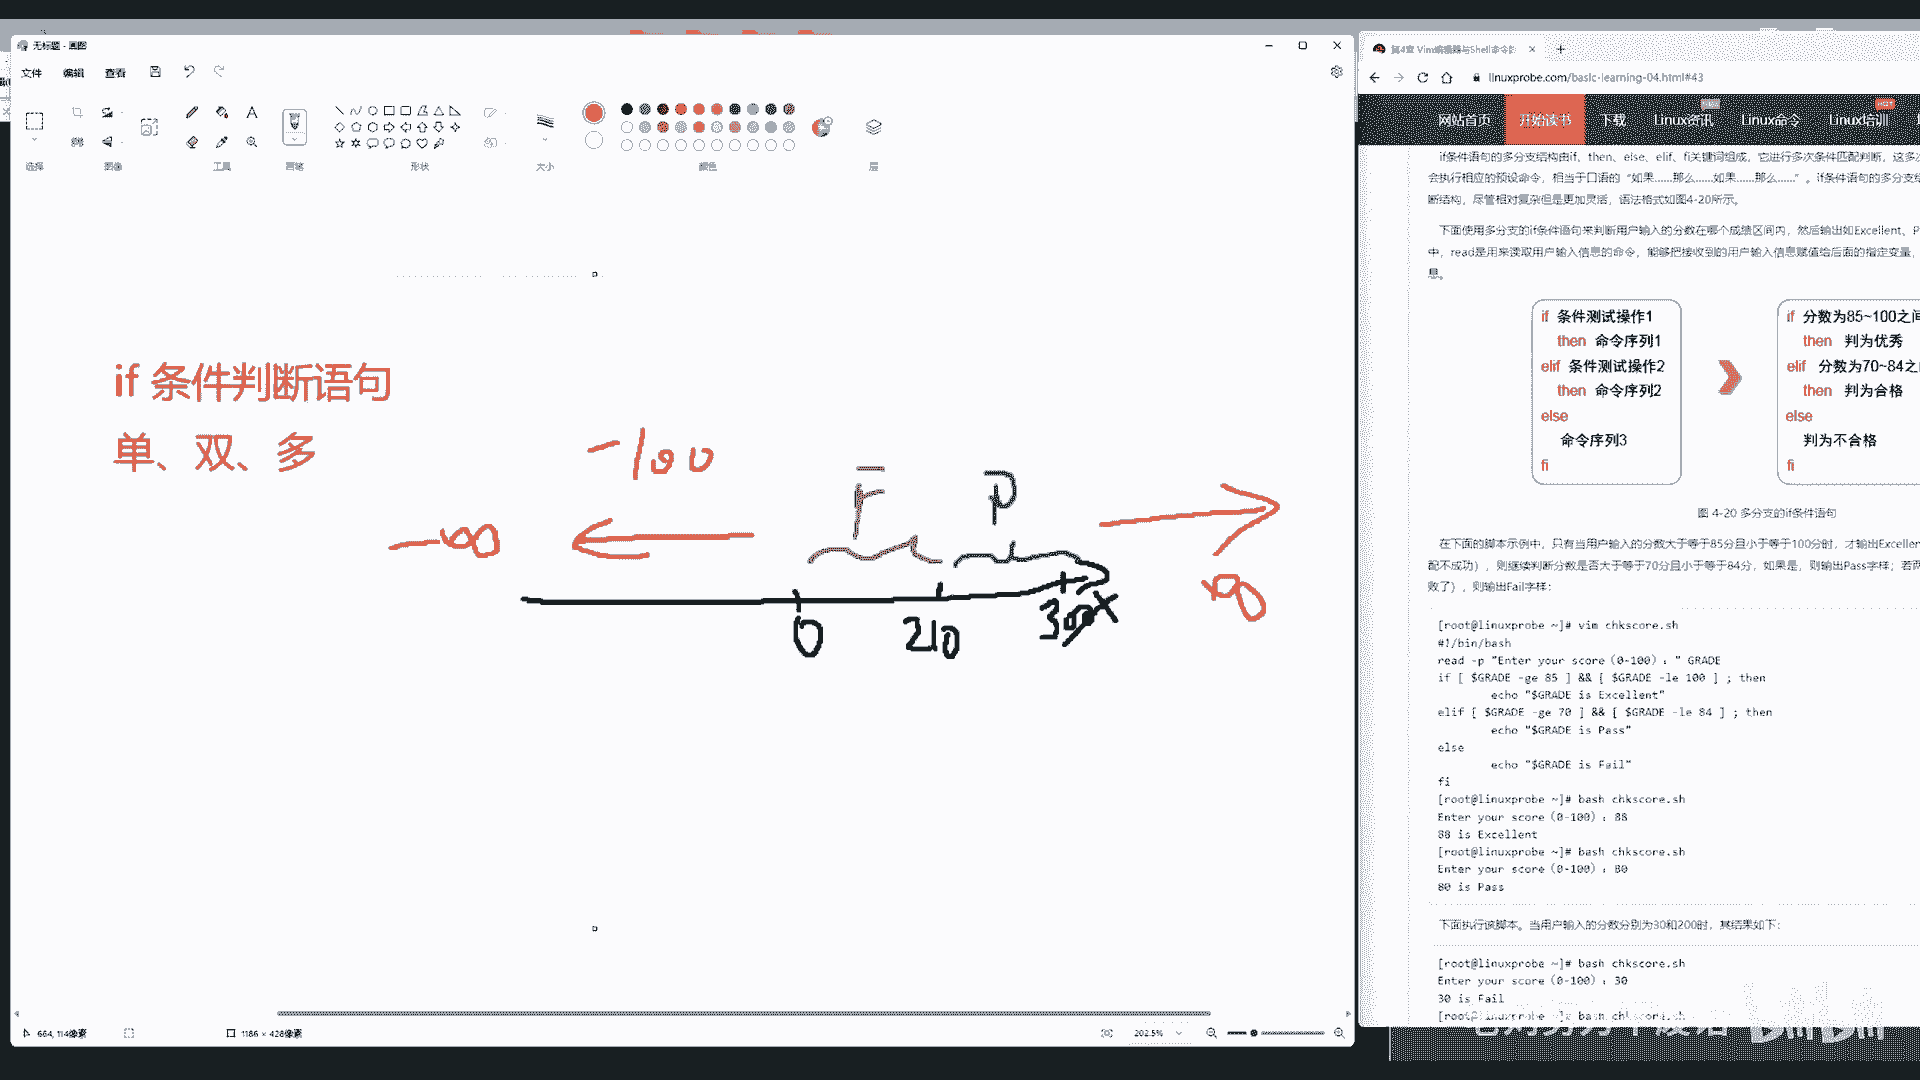 无标题 - 画图
文件 编辑 查看
选择 图像 工具 画笔 形状 大小 颜色 层
if 条件判断语句
单、双、多
-100
F P
-∞
0 210 300
∞
664, 114像素
1186 × 428像素
202.5%
第4章 Vim编辑器与Shell命令
linuxprobe.com/basic-learning-04.html#43
网站首页 开始读书 下载 Linux资讯 Linux命令 Linux培训
if条件语句的多分支结构由if、then、else、elif、fi关键词组成，它进行多次条件匹配判断，这多次
会执行相应的预设命令，相当于口语的“如果……那么……如果……那么……”。if条件语句的多分支结
断结构，尽管相对复杂但是更加灵活，语法格式如图4-20所示。
下面使用多分支的if条件语句来判断用户输入的分数在哪个成绩区间内，然后输出如Excellent、P
中，read是用来读取用户输入信息的命令，能够把接收到的用户输入信息赋值给后面的指定变量，
息。
if 条件测试操作1
then 命令序列1
elif 条件测试操作2
then 命令序列2
else
命令序列3
fi
if 分数为85~100之间
then 判为优秀
elif 分数为70~84之
then 判为合格
else
判为不合格
fi
图 4-20 多分支的if条件语句
在下面的脚本示例中，只有当用户输入的分数大于等于85分且小于等于100分时，才输出Excellen
配不成功），则继续判断分数是否大于等于70分且小于等于84分，如果是，则输出Pass字样；若两
败了），则输出Fail字样：
[root@linuxprobe ~]# vim chkscore.sh
#!/bin/bash
read -p "Enter your score（0-100）：" GRADE
if [ $GRADE -ge 85 ] && [ $GRADE -le 100 ] ; then
echo "$GRADE is Excellent"
elif [ $GRADE -ge 70 ] && [ $GRADE -le 84 ] ; then
echo "$GRADE is Pass"
else
echo "$GRADE is Fail"
fi
[root@linuxprobe ~]# bash chkscore.sh
Enter your score（0-100）：88
88 is Excellent
[root@linuxprobe ~]# bash chkscore.sh
Enter your score（0-100）：80
80 is Pass
下面执行该脚本。当用户输入的分数分别为30和200时，其结果如下：
[root@linuxprobe ~]# bash chkscore.sh
Enter your score（0-100）：30
30 is Fail
[root@linuxprobe ~]# bash chkscore.sh